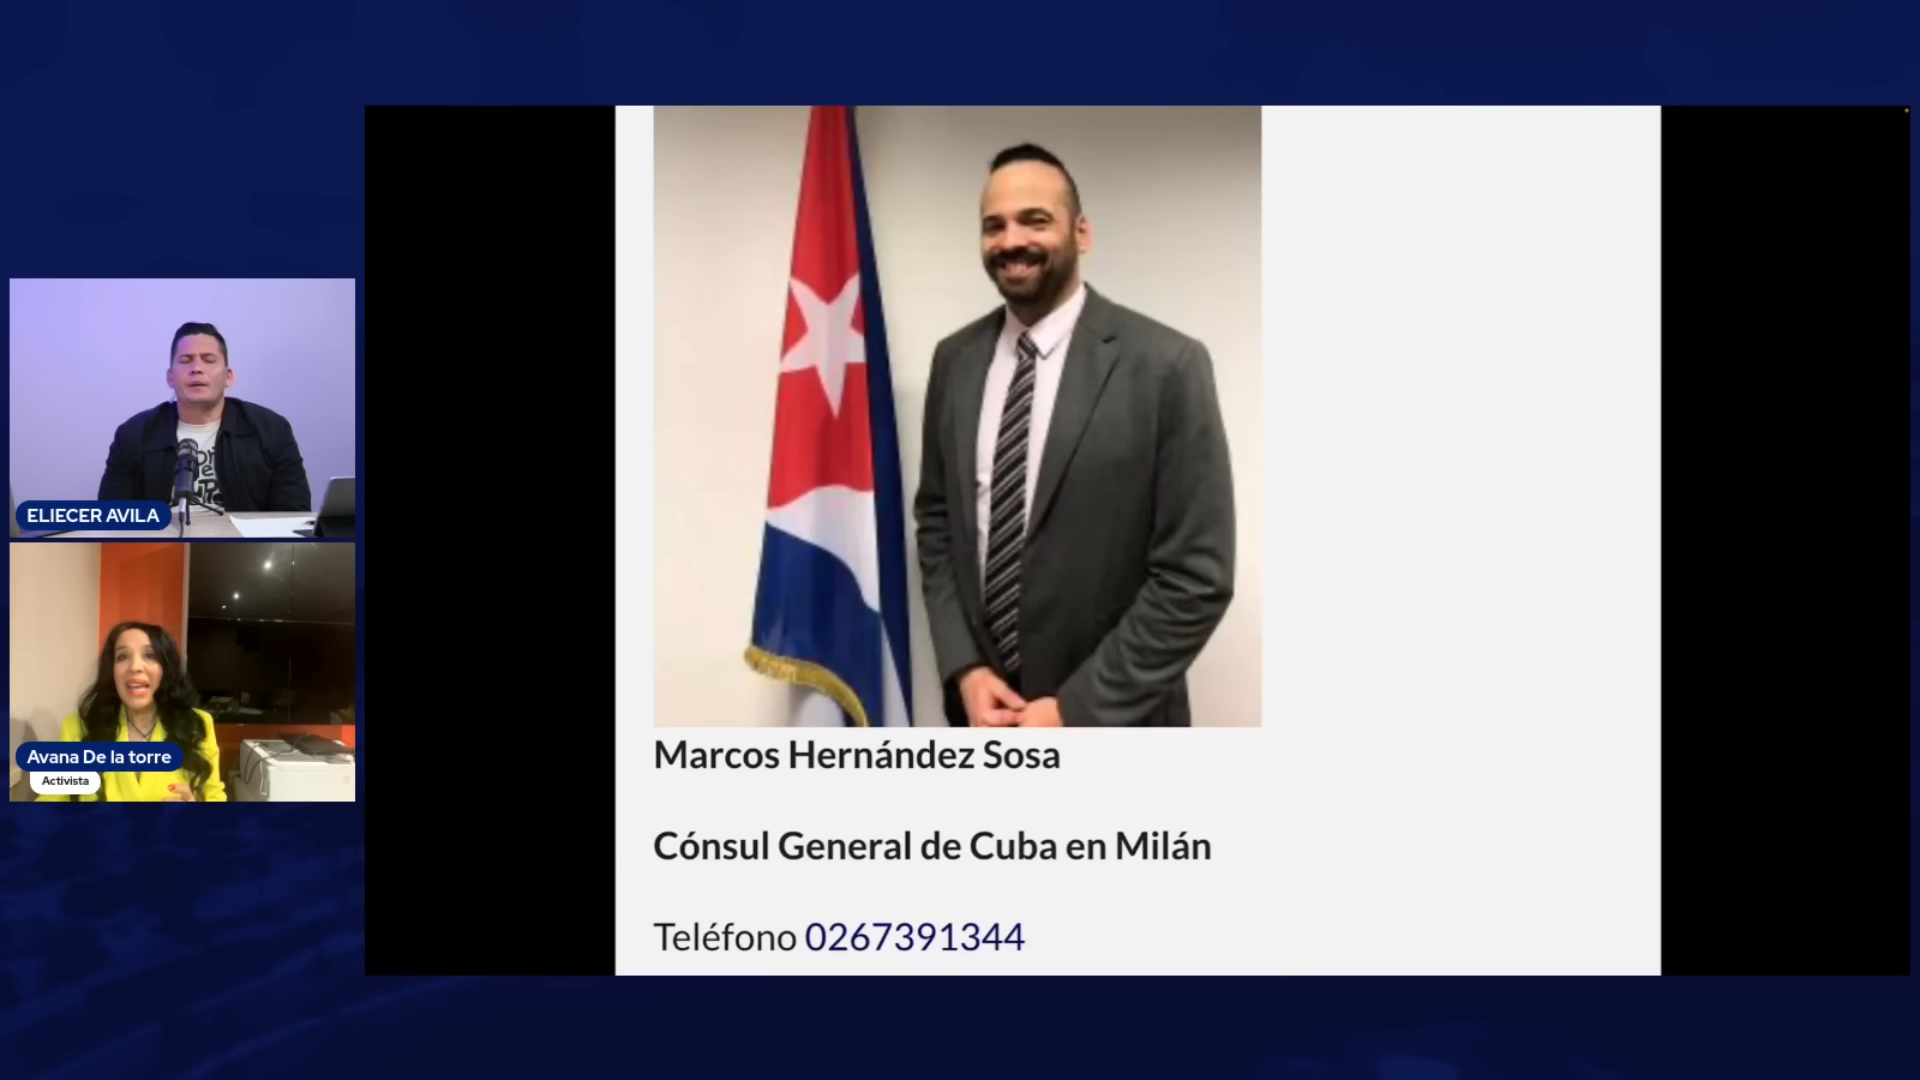 ELIECER AVILA
Avana De la torre
Activista
Marcos Hernández Sosa
Cónsul General de Cuba en Milán
Teléfono 0267391344